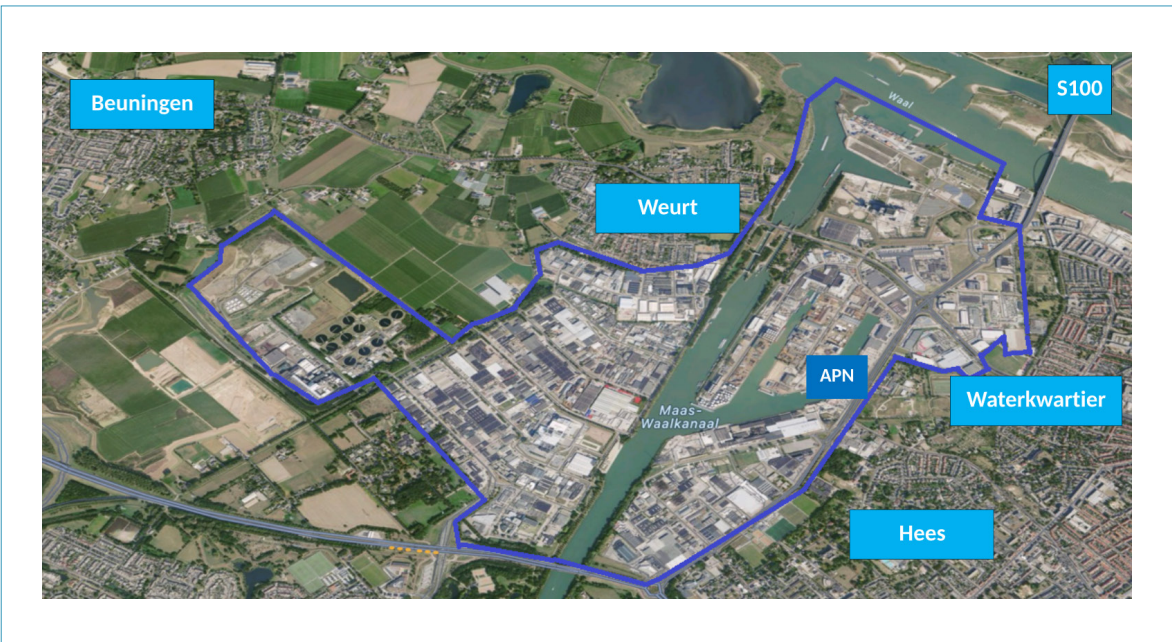 Beuningen
S100
Waal
Weurt
APN
Waterkwartier
Maas-
Waalkanaal
Hees